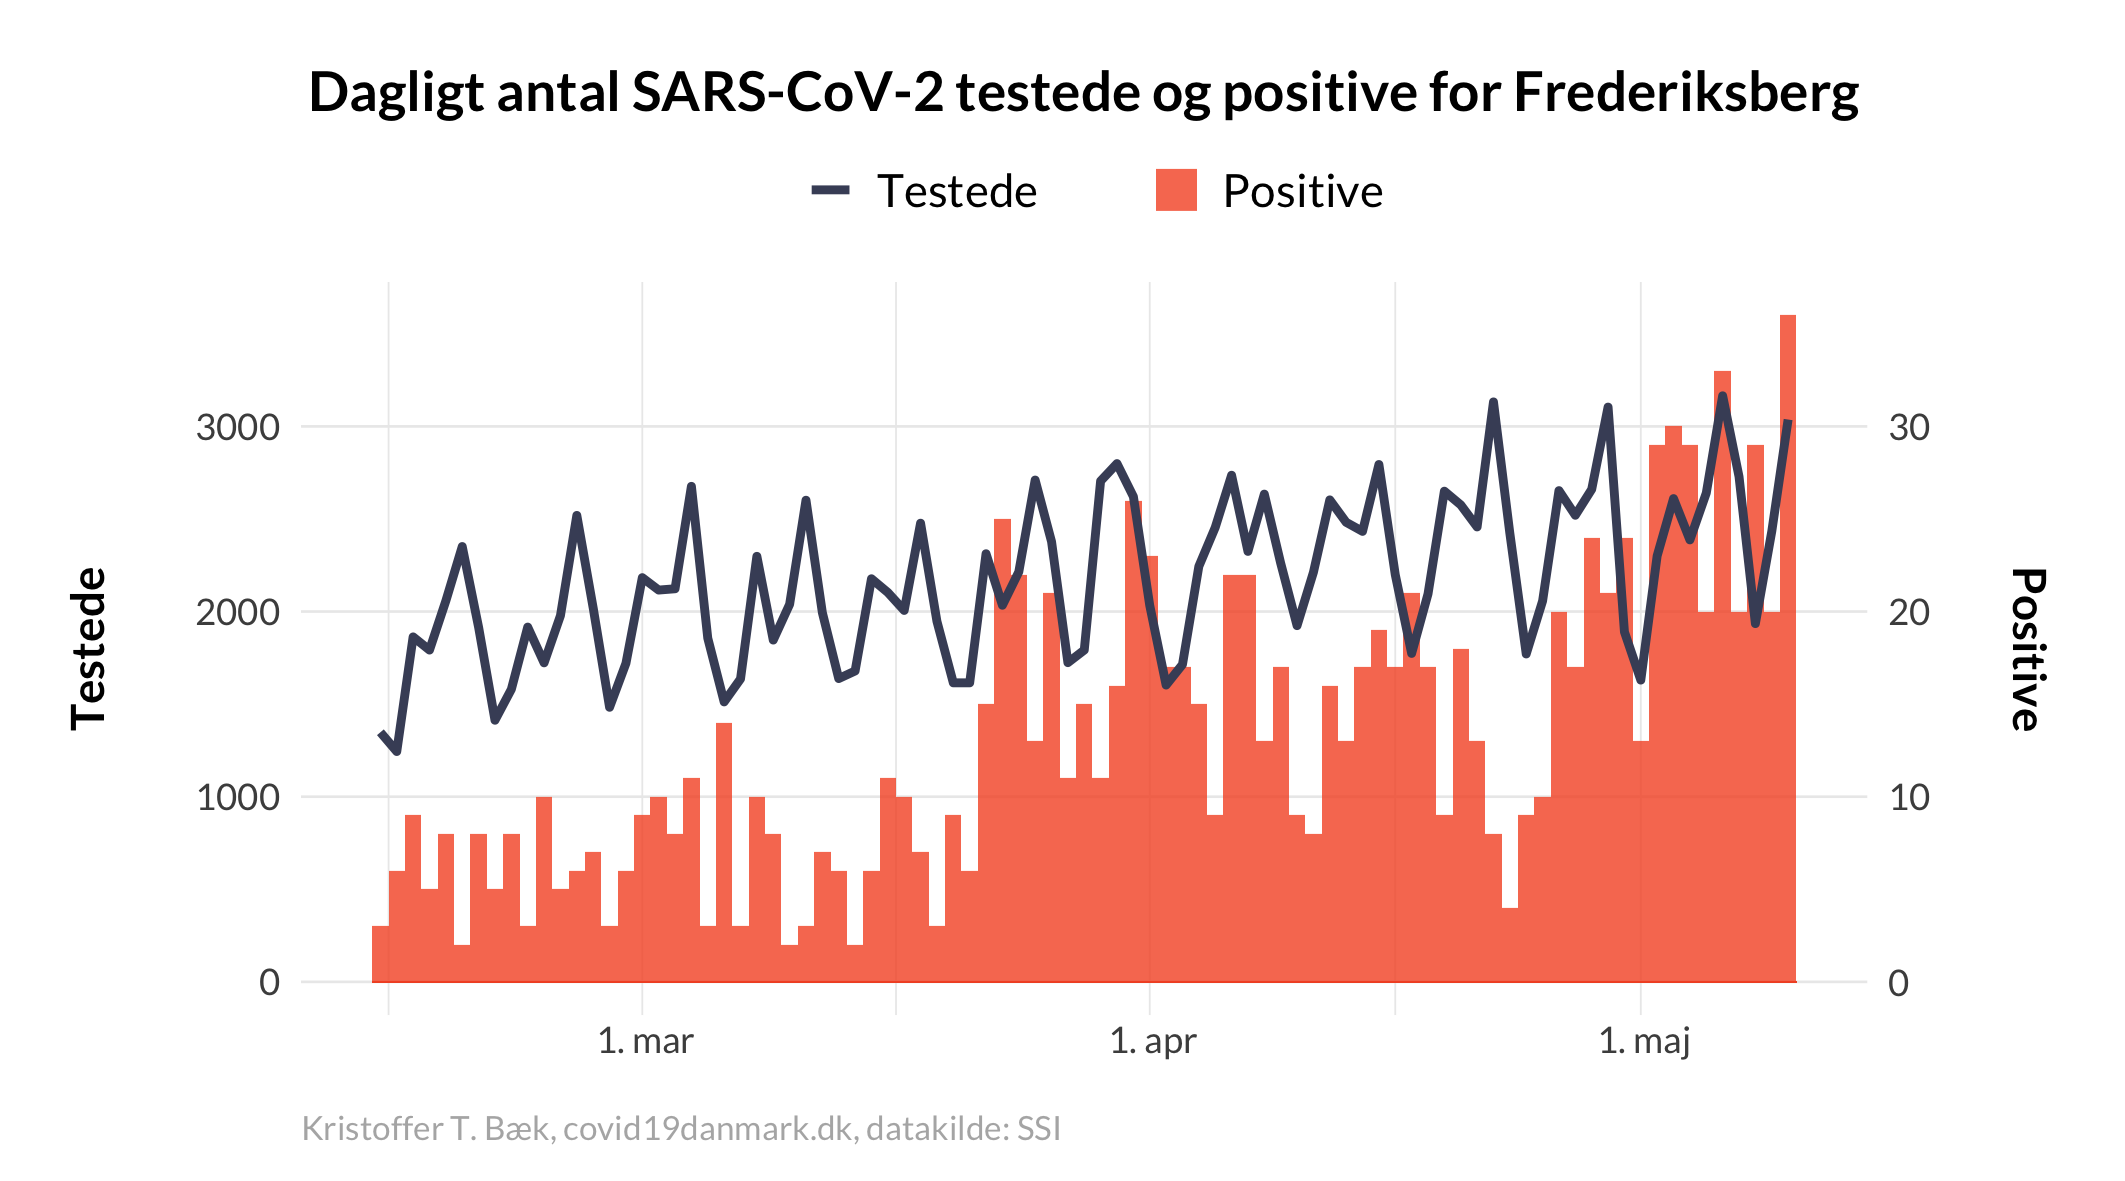 Dagligt antal SARS-CoV-2 testede og positive for Frederiksberg
Testede
Positive
3000
2000
1000
0
Testede
30
20
10
0
Positive
1. mar
1. apr
1. maj
Kristoffer T. Bæk, covid19danmark.dk, datakilde: SSI